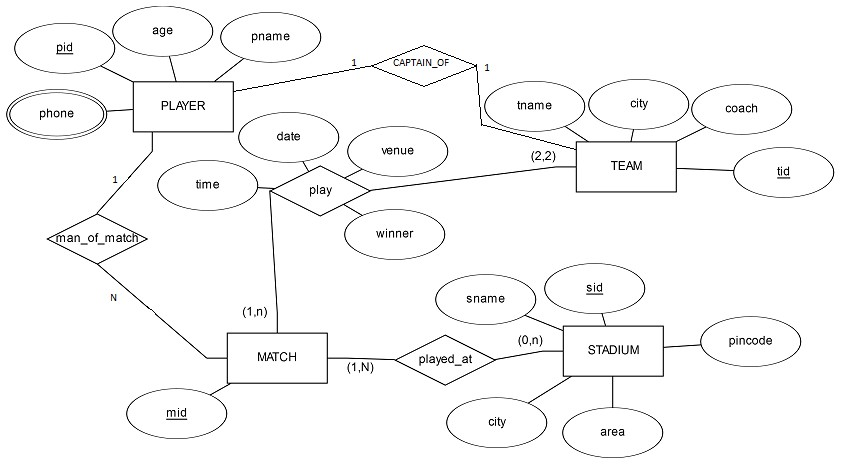 age
pname
pid
1
CAPTAIN_OF
1
PLAYER
phone
tname
city
coach
date
venue
(2,2)
TEAM
tid
time
play
1
winner
man_of_match
sid
sname
N
(1,n)
(0,n)
pincode
MATCH
played_at
STADIUM
(1,N)
mid
city
area